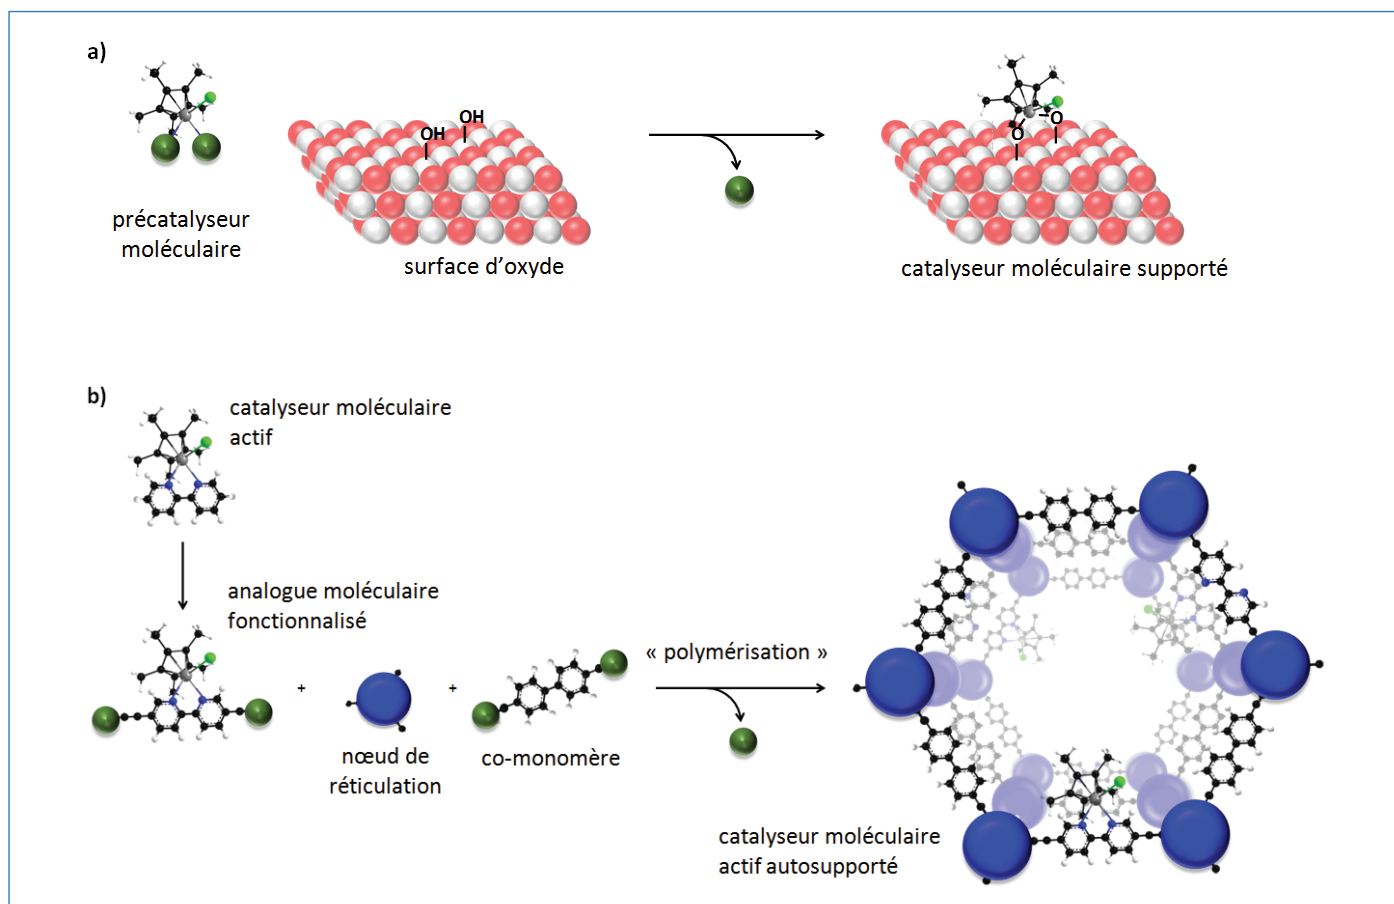 a)
OH
OH
O
O
précatalyseur
moléculaire
surface d’oxyde
catalyseur moléculaire supporté
b)
catalyseur moléculaire
actif
analogue moléculaire
fonctionnalisé
+
+
« polymérisation »
nœud de
réticulation
co-monomère
catalyseur moléculaire
actif autosupporté